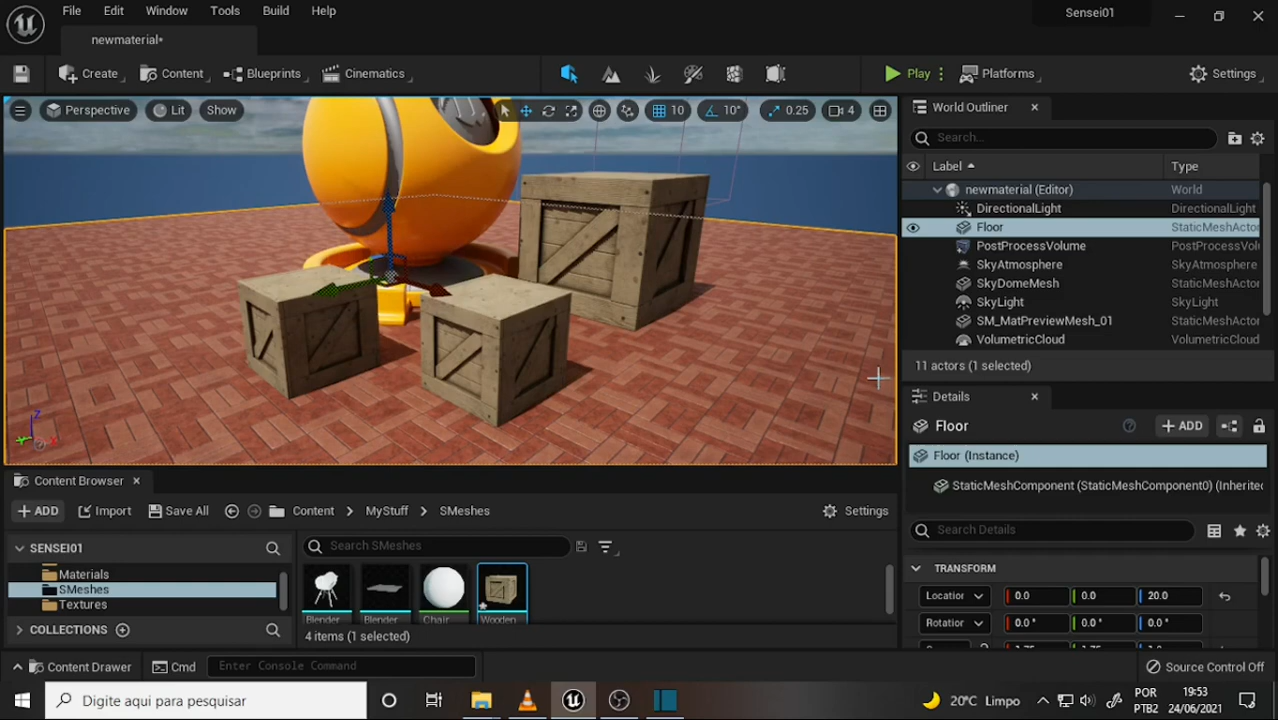 File Edit Window Tools Build Help
Sensei01
newmaterial*
Create Content Blueprints Cinematics Play Platforms Settings
Perspective Lit Show 10 10° 0.25 4
World Outliner
Search...
Label Type
newmaterial (Editor) World
DirectionalLight DirectionalLight
Floor StaticMeshActo
PostProcessVolume PostProcessVolu
SkyAtmosphere SkyAtmosphere
SkyDomeMesh StaticMeshActo
SkyLight SkyLight
SM_MatPreviewMesh_01 StaticMeshActo
VolumetricCloud VolumetricCloud
11 actors (1 selected)
Details
Floor ADD
Floor (Instance)
StaticMeshComponent (StaticMeshComponent0) (Inherite
Search Details
TRANSFORM
Locatior 0.0 0.0 20.0
Rotatior 0.0° 0.0° 0.0°
Z
Content Browser
ADD Import Save All Content MyStuff SMeshes Settings
SENSEI01
Search SMeshes
Materials
SMeshes
Textures
Blender Blender Chair Wooden
COLLECTIONS
4 items (1 selected)
Content Drawer Cmd Enter Console Command Source Control Off
Digite aqui para pesquisar
20°C Limpo
POR
PTB2
19:53
24/06/2021